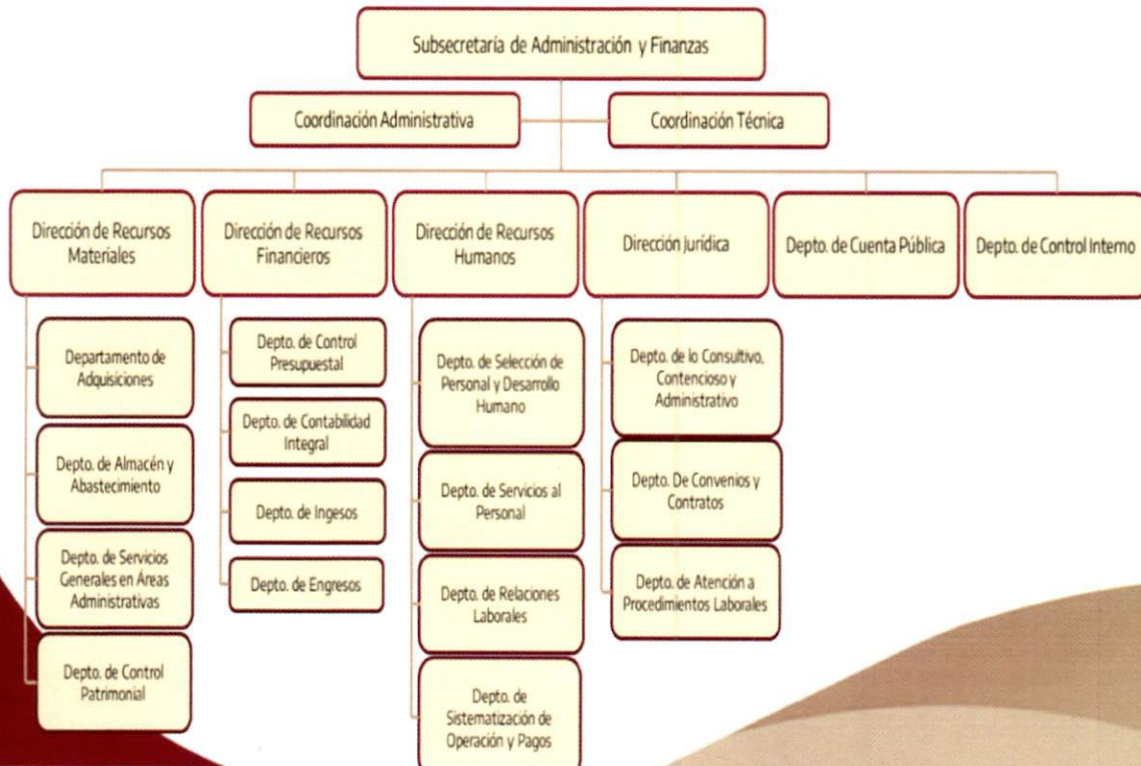 Subsecretaría de Administración y Finanzas
Coordinación Administrativa
Coordinación Técnica
Dirección de Recursos
Materiales
Dirección de Recursos
Financieros
Dirección de Recursos
Humanos
Dirección Jurídica
Depto. de Cuenta Pública
Depto. de Control Interno
Departamento de
Adquisiciones
Depto. de Almacén y
Abastecimiento
Depto. de Servicios
Generales en Áreas
Administrativas
Depto. de Control
Patrimonial
Depto. de Control
Presupuestal
Depto. de Contabilidad
Integral
Depto. de Ingesos
Depto. de Engresos
Depto. de Selección de
Personal y Desarrollo
Humano
Depto. de Servicios al
Personal
Depto. de Relaciones
Laborales
Depto. de
Sistematización de
Operación y Pagos
Depto. de lo Consultivo,
Contencioso y
Administrativo
Depto. De Convenios y
Contratos
Depto. de Atención a
Procedimientos Laborales